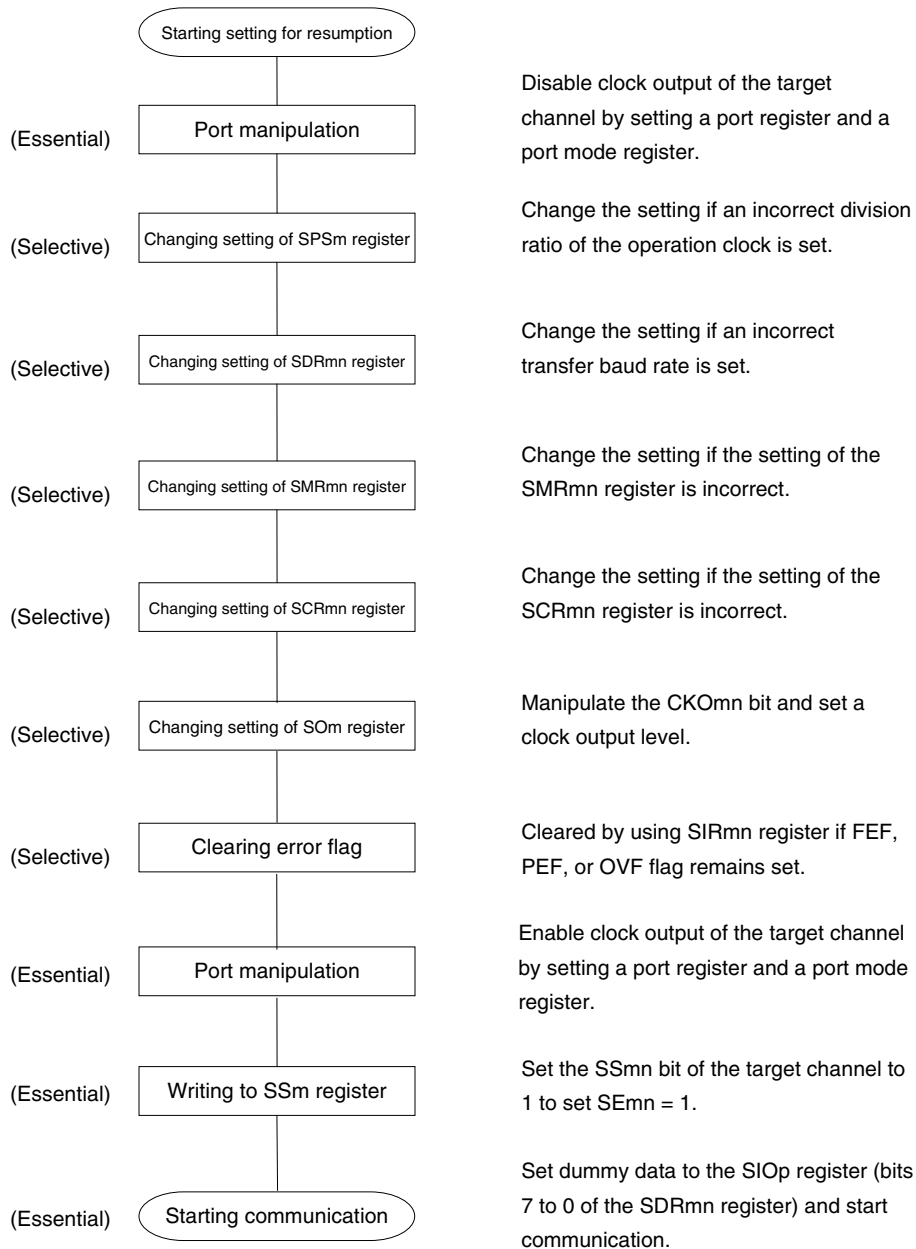 Starting setting for resumption
(Essential)
Port manipulation
Disable clock output of the target
channel by setting a port register and a
port mode register.
(Selective)
Changing setting of SPSm register
Change the setting if an incorrect division
ratio of the operation clock is set.
(Selective)
Changing setting of SDRmn register
Change the setting if an incorrect
transfer baud rate is set.
(Selective)
Changing setting of SMRmn register
Change the setting if the setting of the
SMRmn register is incorrect.
(Selective)
Changing setting of SCRmn register
Change the setting if the setting of the
SCRmn register is incorrect.
(Selective)
Changing setting of SOm register
Manipulate the CKOmn bit and set a
clock output level.
(Selective)
Clearing error flag
Cleared by using SIRmn register if FEF,
PEF, or OVF flag remains set.
(Essential)
Port manipulation
Enable clock output of the target channel
by setting a port register and a port mode
register.
(Essential)
Writing to SSm register
Set the SSmn bit of the target channel to
1 to set SEmn = 1.
(Essential)
Starting communication
Set dummy data to the SIOp register (bits
7 to 0 of the SDRmn register) and start
communication.